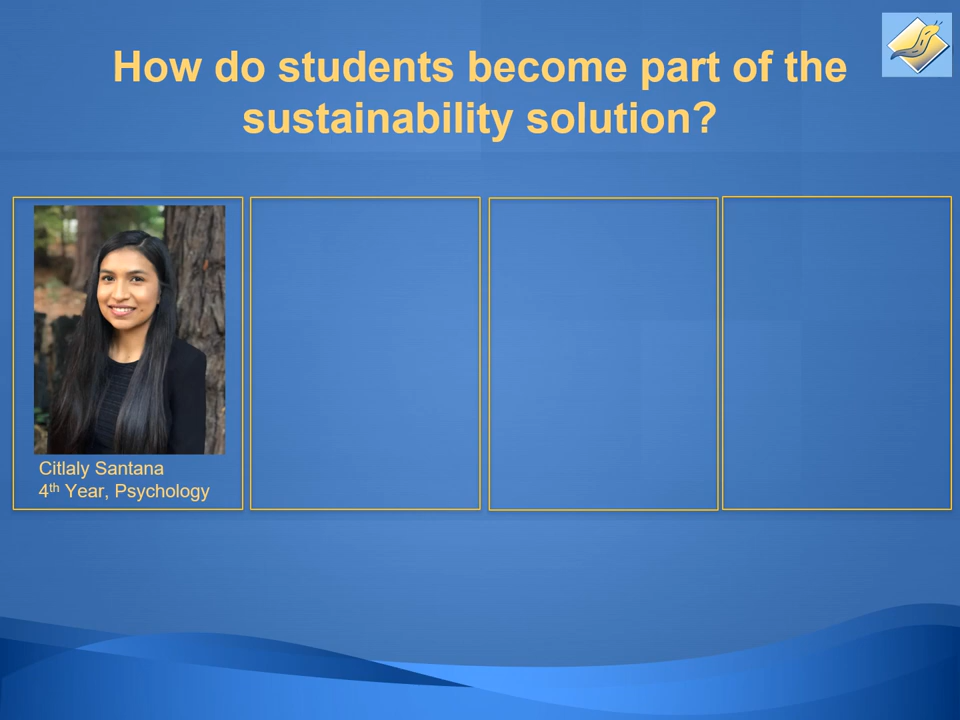 How do students become part of the
sustainability solution?
Citlaly Santana
4th Year, Psychology